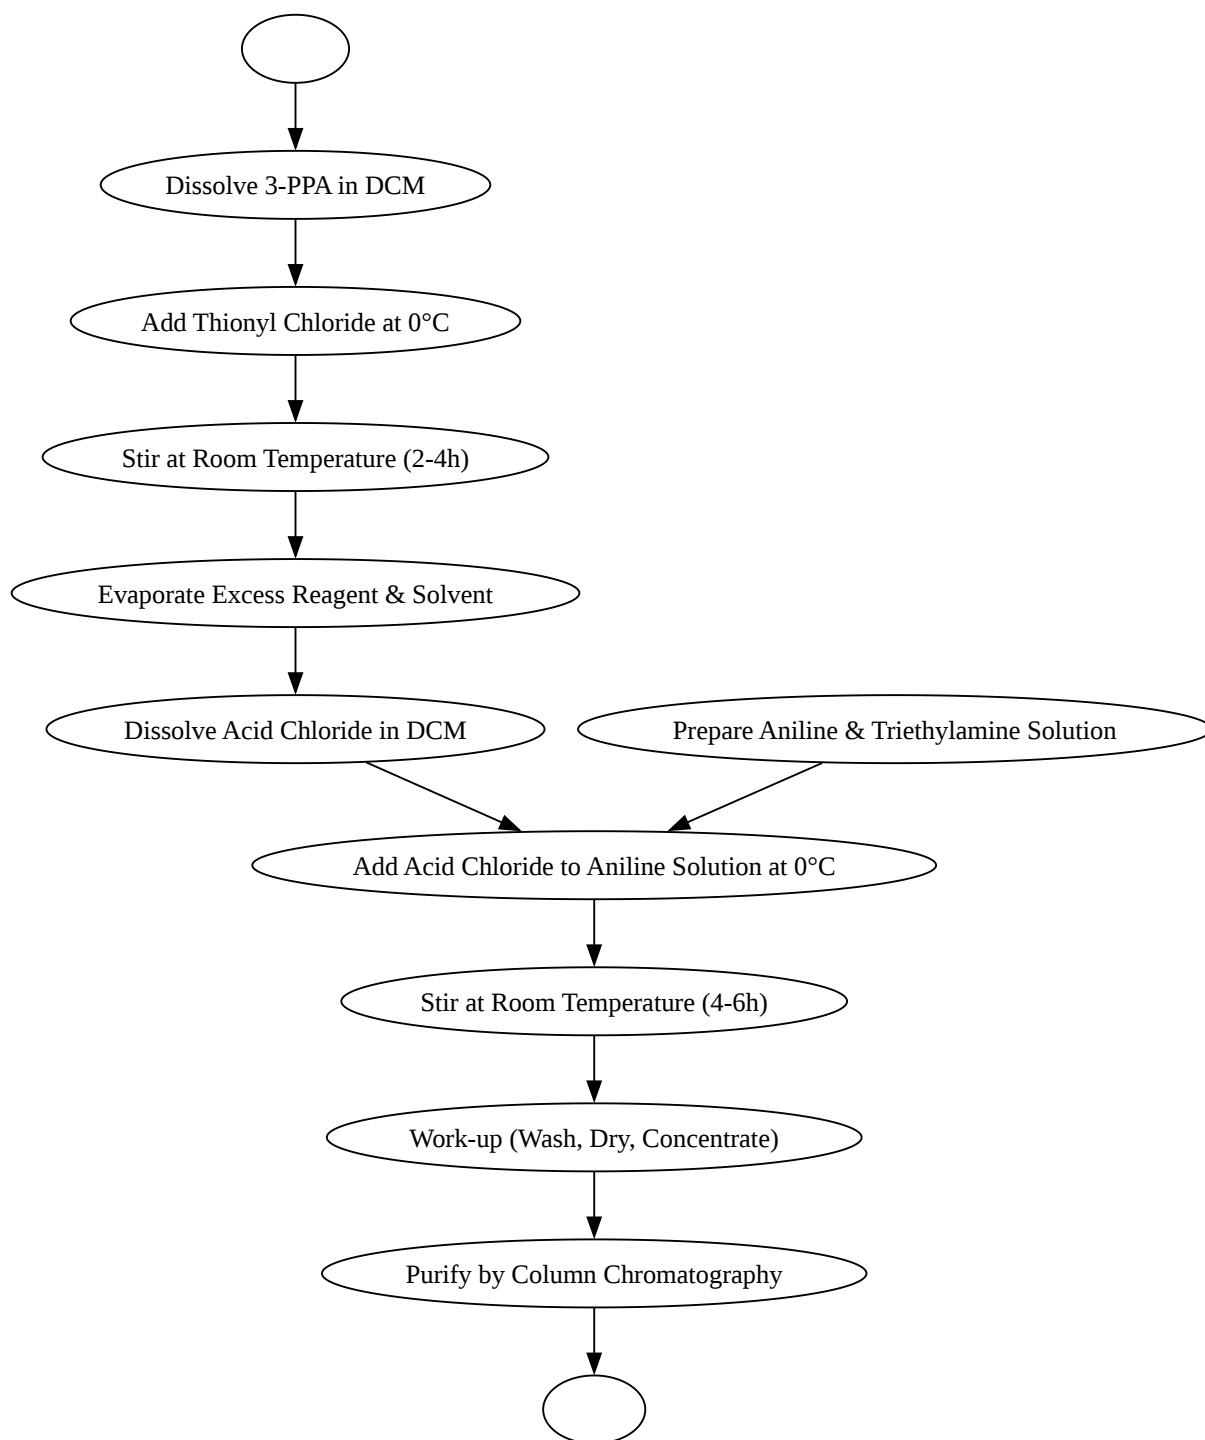 Dissolve 3-PPA in DCM
Add Thionyl Chloride at 0°C
Stir at Room Temperature (2-4h)
Evaporate Excess Reagent & Solvent
Dissolve Acid Chloride in DCM
Prepare Aniline & Triethylamine Solution
Add Acid Chloride to Aniline Solution at 0°C
Stir at Room Temperature (4-6h)
Work-up (Wash, Dry, Concentrate)
Purify by Column Chromatography